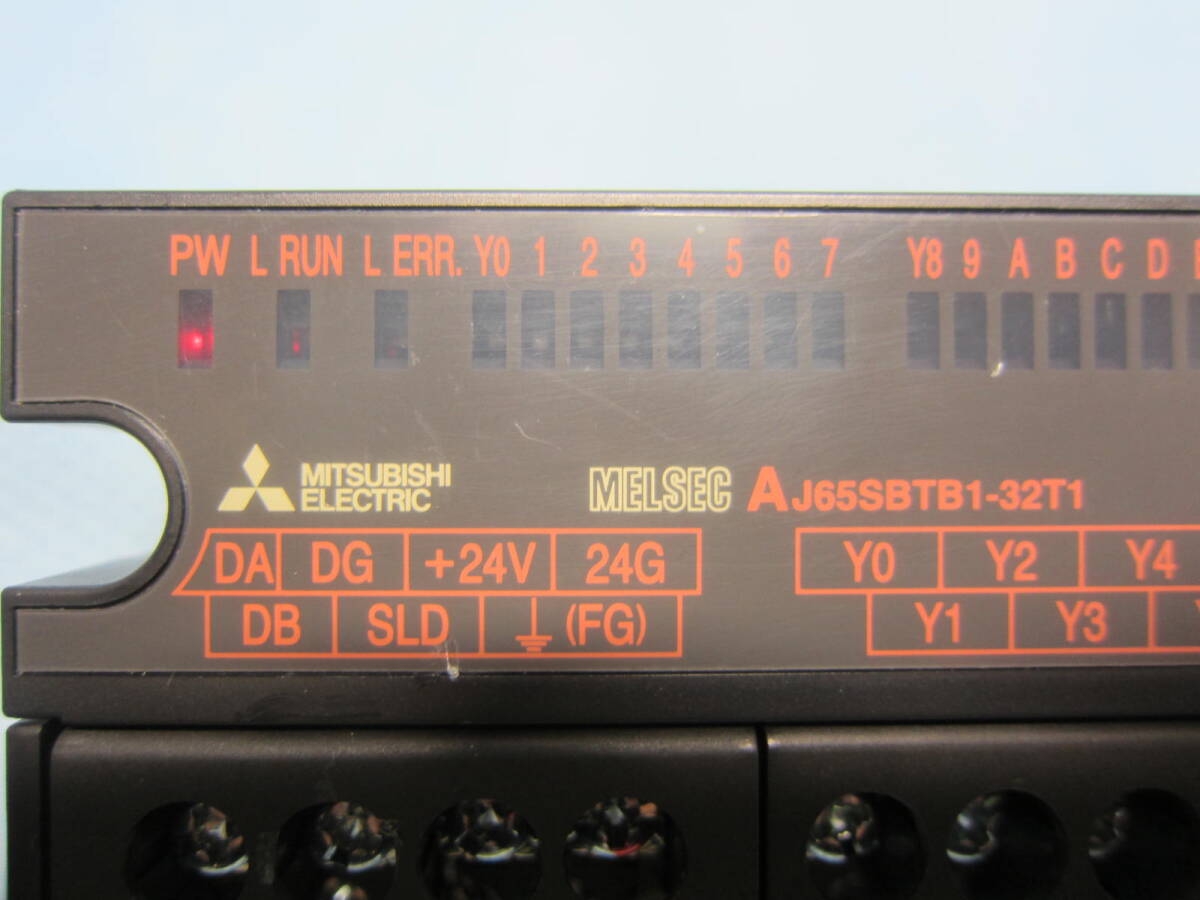 PW L RUN L ERR. Y0 1 2 3 4 5 6 7 Y8 9 A B C D
MITSUBISHI
ELECTRIC
MELSEC AJ65SBTB1-32T1
DA DG +24V 24G Y0 Y2 Y4
DB SLD (FG) Y1 Y3